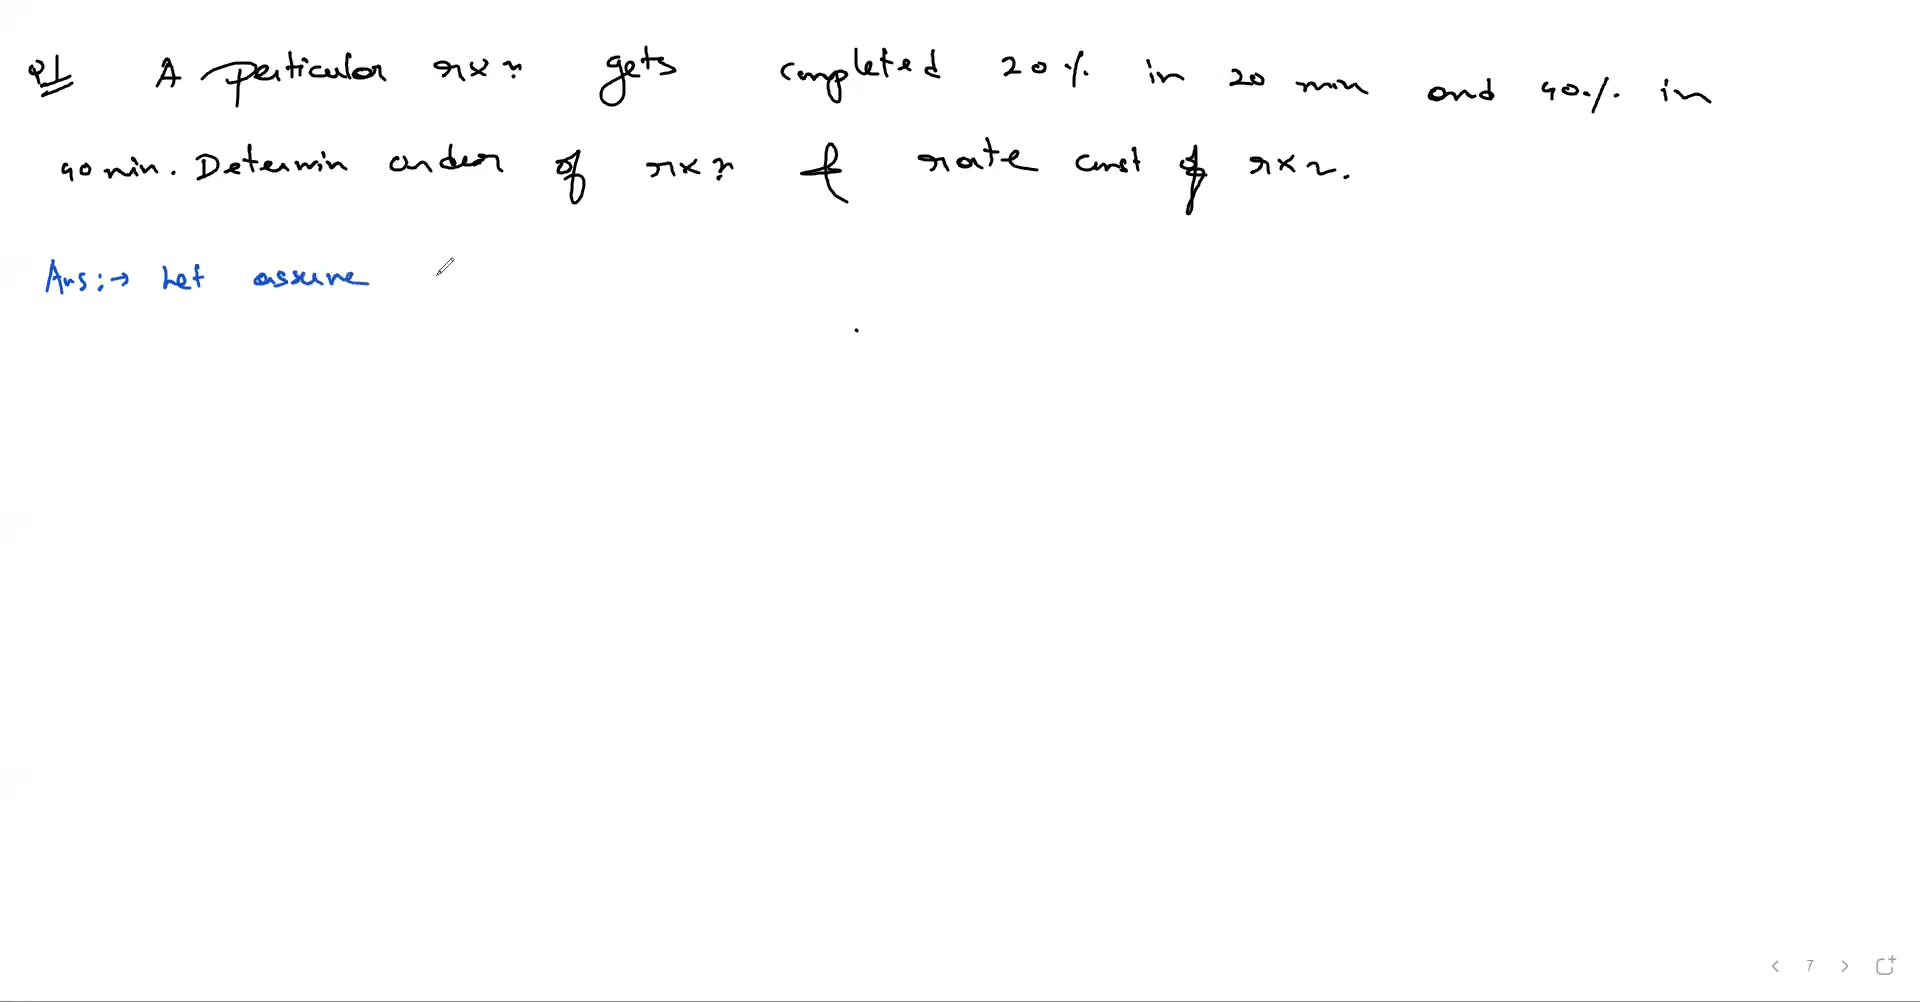 Q1 A perticular rxn gets completed 20% in 20 min and 40% in
40 min. Determin order of rxn & rate const of rxn.
Ans:→ Let assume
7